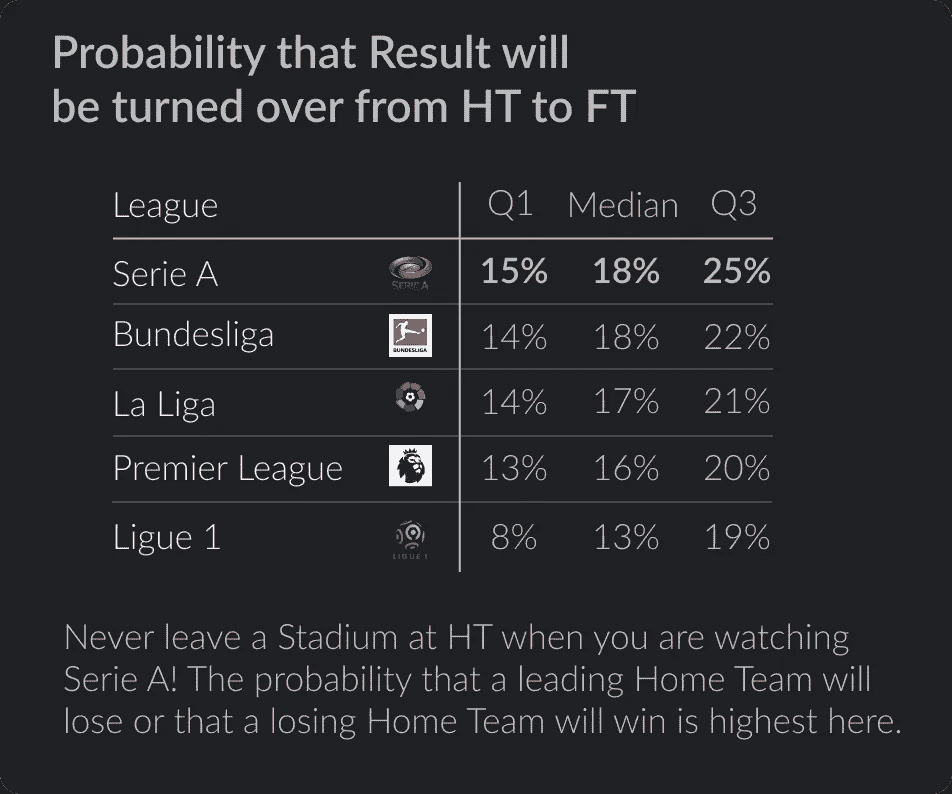 Probability that Result will
be turned over from HT to FT
League Q1 Median Q3
Serie A SERIE A 15% 18% 25%
Bundesliga BUNDESLIGA 14% 18% 22%
La Liga 14% 17% 21%
Premier League 13% 16% 20%
Ligue 1 LIGUE 1 8% 13% 19%
Never leave a Stadium at HT when you are watching
Serie A! The probability that a leading Home Team will
lose or that a losing Home Team will win is highest here.